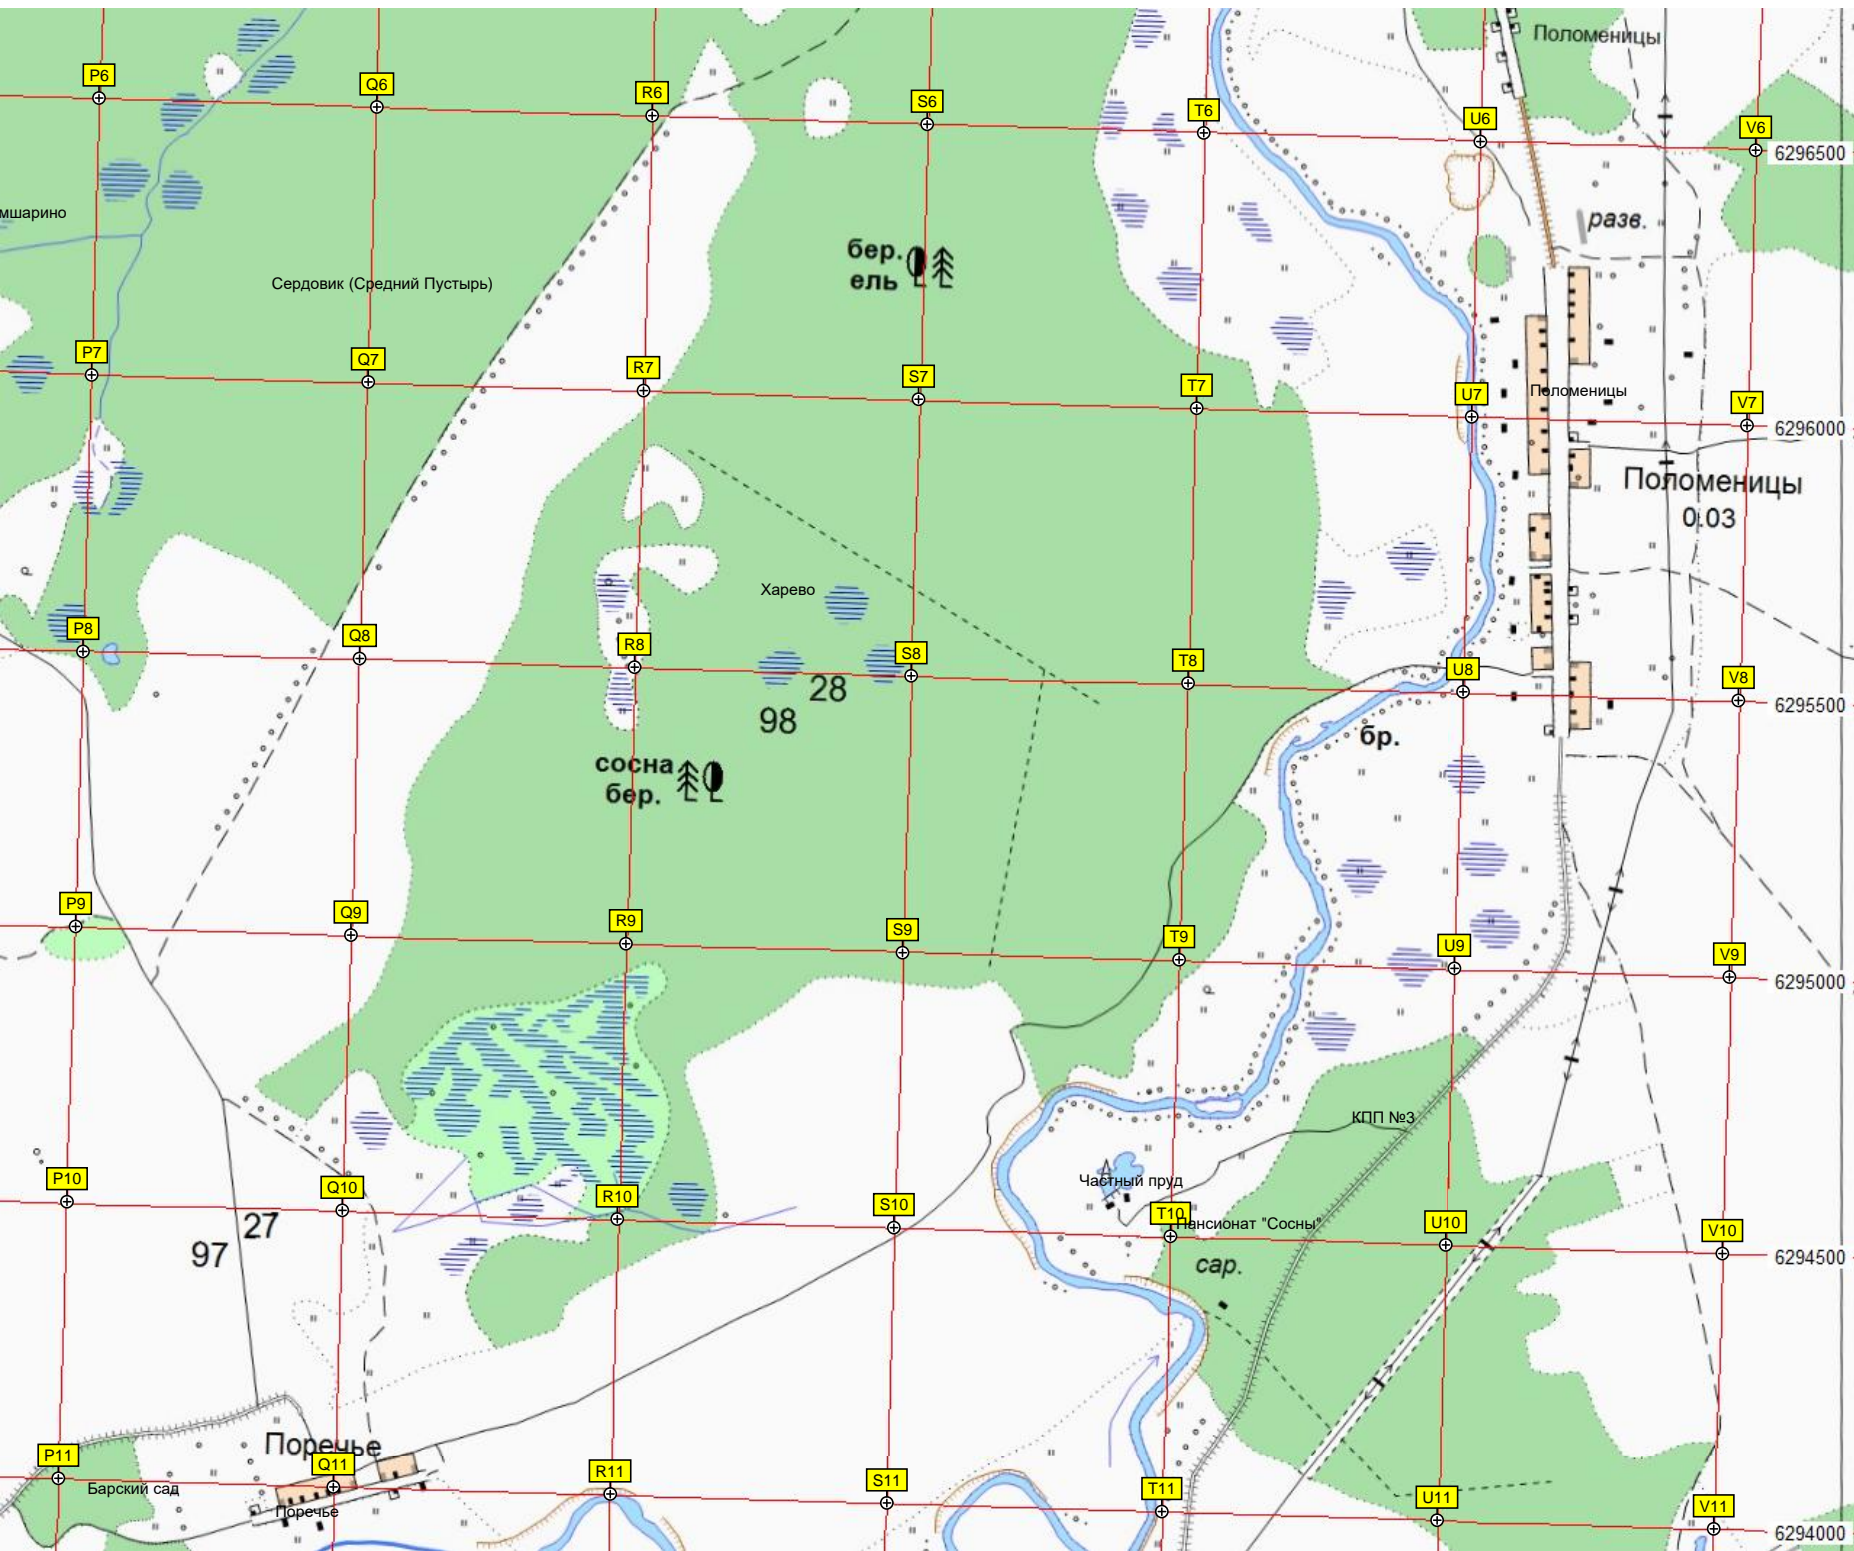 Поломеницы
P6
Q6
R6
S6
T6
U6
V6
6296500
мшарино
разв.
бер.
ель
Сердовик (Средний Пустырь)
P7
Q7
R7
S7
T7
U7
Поломеницы
V7
6296000
Поломеницы
0.03
Харево
P8
Q8
R8
S8
T8
U8
V8
28
98
6295500
бр.
сосна
бер.
P9
Q9
R9
S9
T9
U9
V9
6295000
КПП №3
P10
Q10
R10
S10
Частный пруд
T10
Пансионат "Сосны"
U10
V10
27
97
сар.
6294500
Поречье
P11
Q11
R11
S11
T11
U11
V11
Барский сад
Поречье
6294000